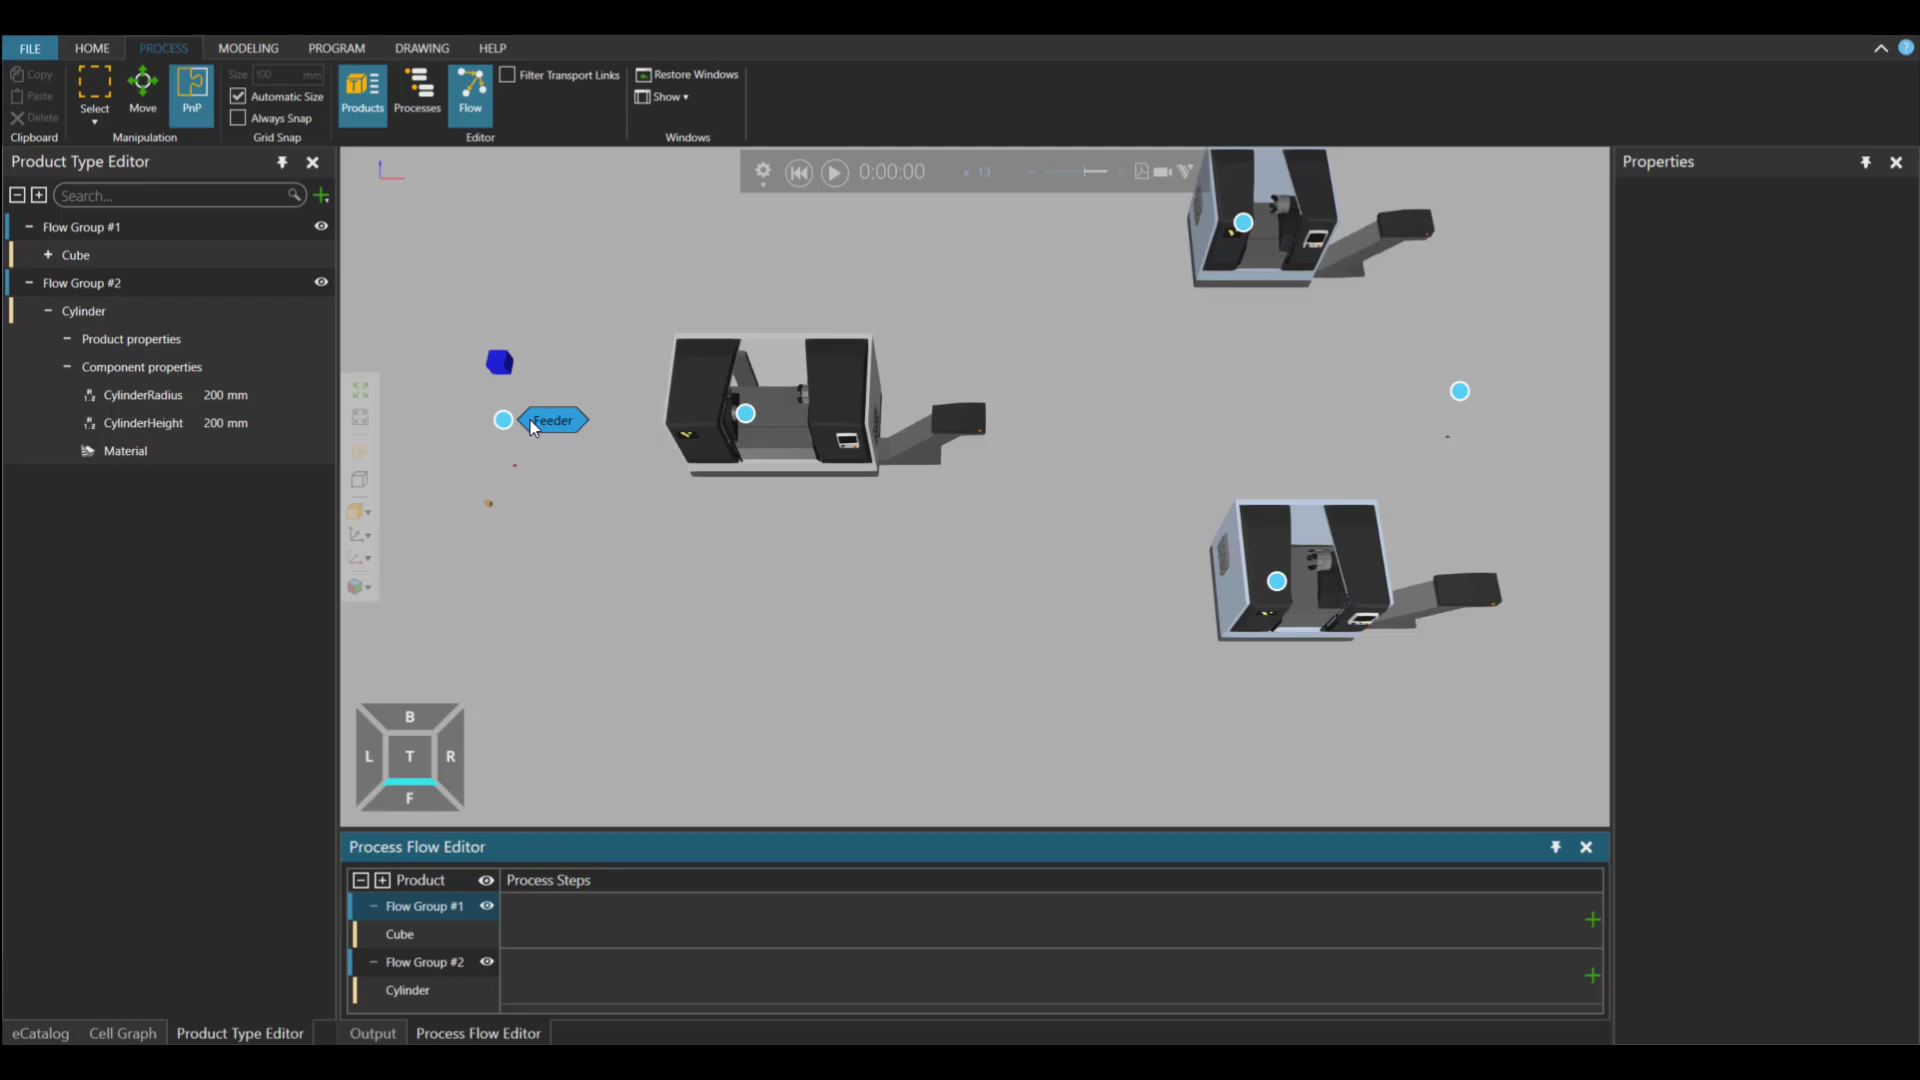 FILE HOME PROCESS MODELING PROGRAM DRAWING HELP
Copy
Paste
Delete
Clipboard
Select
Move
PnP
Manipulation
Size 100 mm
Automatic Size
Always Snap
Grid Snap
Products
Processes
Flow
Filter Transport Links
Editor
Restore Windows
Show
Windows
Product Type Editor
Search...
Flow Group #1
Cube
Flow Group #2
Cylinder
Product properties
Component properties
CylinderRadius 200 mm
CylinderHeight 200 mm
Material
0:00:00
x 13
Feeder
B
L T R
F
Properties
Process Flow Editor
Product
Process Steps
Flow Group #1
Cube
Flow Group #2
Cylinder
eCatalog Cell Graph Product Type Editor
Output Process Flow Editor